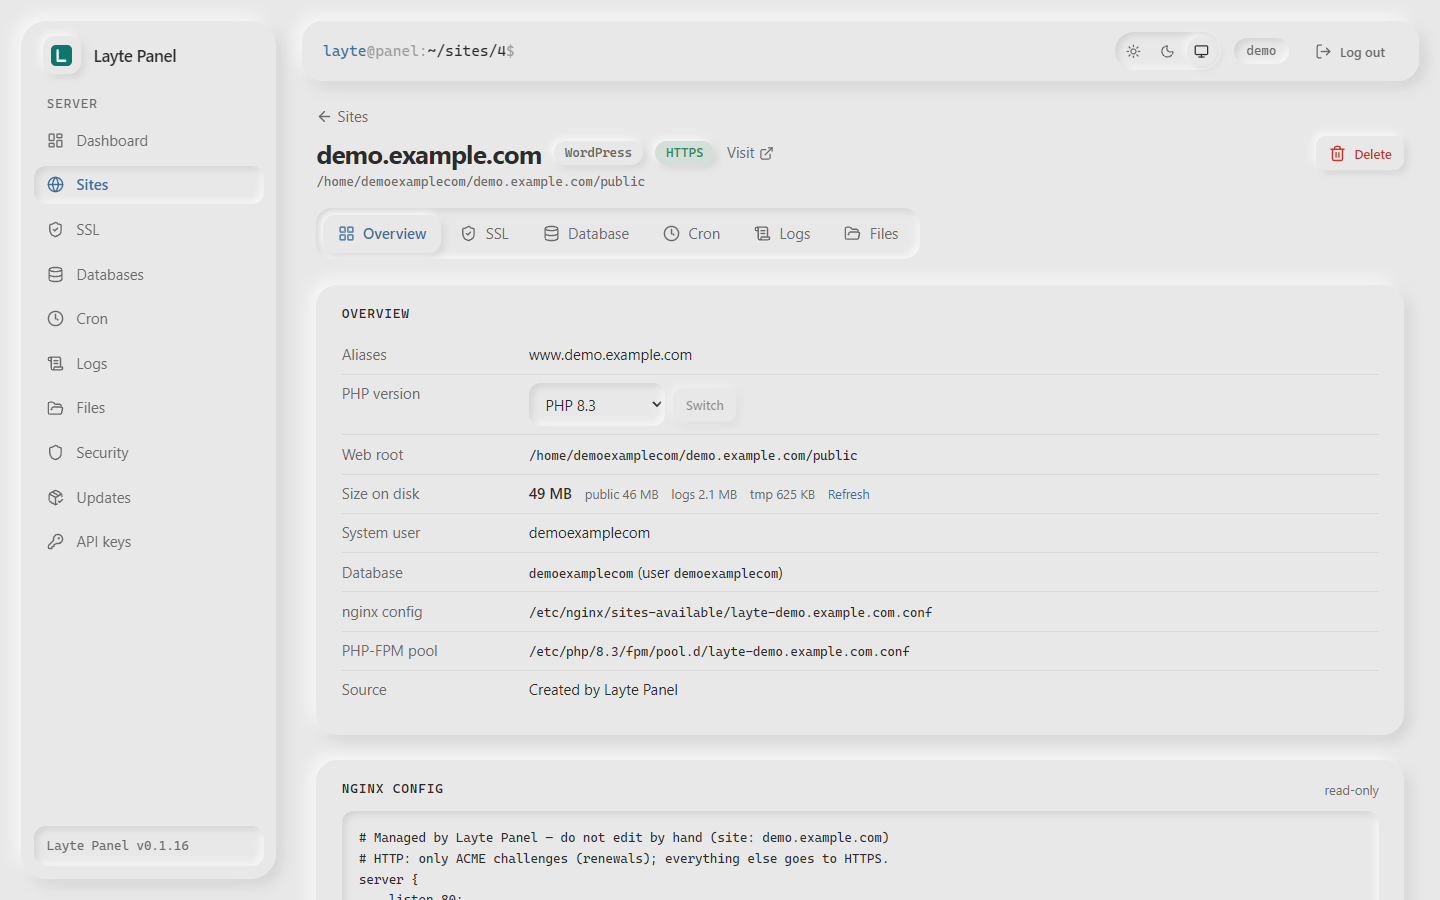 Layte Panel
SERVER
Dashboard
Sites
SSL
Databases
Cron
Logs
Files
Security
Updates
API keys
Layte Panel v0.1.16
layte@panel:~/sites/4$
demo
Log out
Sites
demo.example.com WordPress HTTPS Visit
Delete
/home/demoexamplecom/demo.example.com/public
Overview SSL Database Cron Logs Files
OVERVIEW
Aliases www.demo.example.com
PHP version PHP 8.3 Switch
Web root /home/demoexamplecom/demo.example.com/public
Size on disk 49 MB public 46 MB logs 2.1 MB tmp 625 KB Refresh
System user demoexamplecom
Database demoexamplecom (user demoexamplecom)
nginx config /etc/nginx/sites-available/layte-demo.example.com.conf
PHP-FPM pool /etc/php/8.3/fpm/pool.d/layte-demo.example.com.conf
Source Created by Layte Panel
NGINX CONFIG read-only
# Managed by Layte Panel — do not edit by hand (site: demo.example.com)
# HTTP: only ACME challenges (renewals); everything else goes to HTTPS.
server {
listen 80;